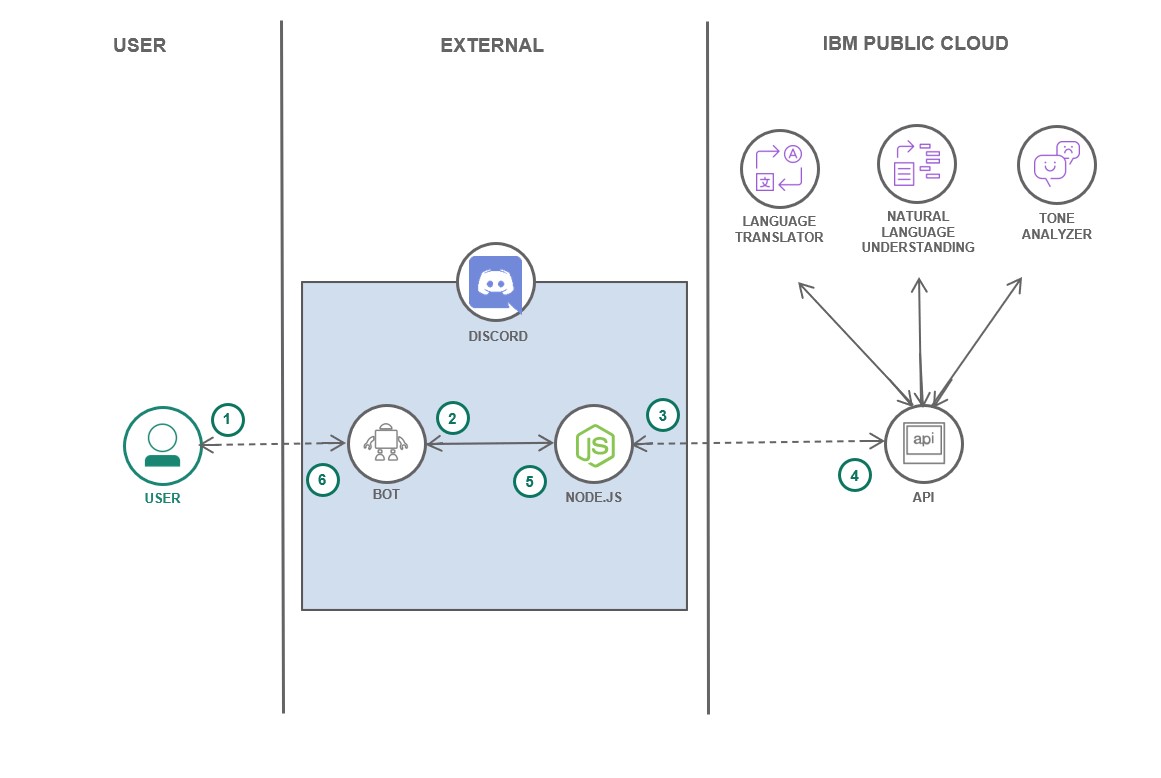 USER
EXTERNAL
IBM PUBLIC CLOUD
A
文
LANGUAGE
TRANSLATOR
NATURAL
LANGUAGE
UNDERSTANDING
TONE
ANALYZER
DISCORD
1
2
3
JS
api
6
5
4
USER
BOT
NODE.JS
API